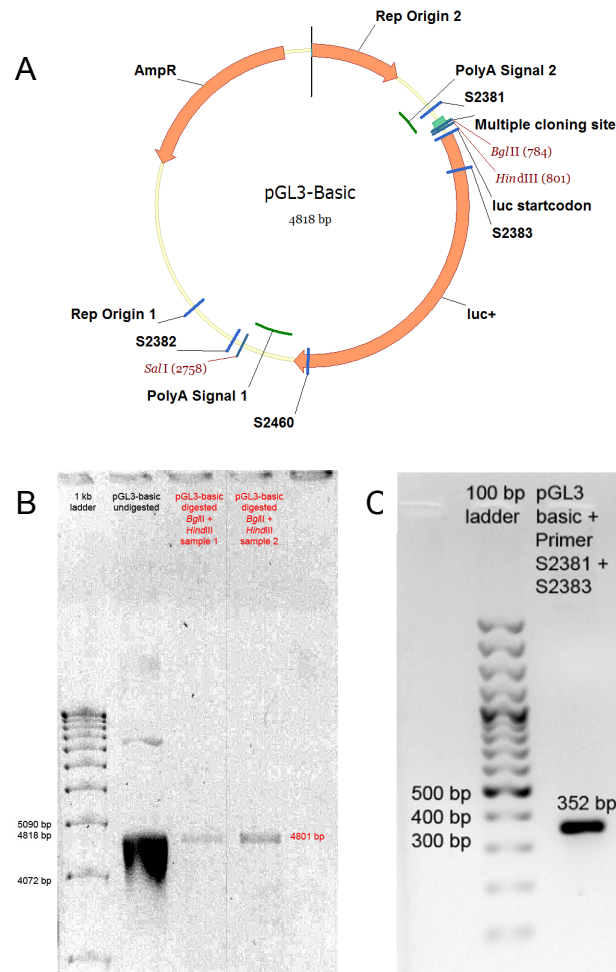 A
Rep Origin 2
AmpR
PolyA Signal 2
S2381
Multiple cloning site
BglII (784)
HindIII (801)
pGL3-Basic
4818 bp
luc startcodon
S2383
luc+
Rep Origin 1
S2382
SalI (2758)
PolyA Signal 1
S2460
B
1 kb
ladder
pGL3-basic
undigested
pGL3-basic
digested
BglII +
HindIII
sample 1
pGL3-basic
digested
BglII +
HindIII
sample 2
5090 bp
4818 bp
4801 bp
4072 bp
C
100 bp
ladder
pGL3
basic +
Primer
S2381 +
S2383
500 bp
352 bp
400 bp
300 bp